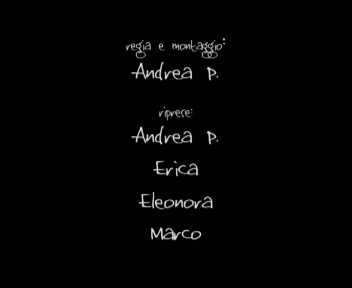 regia e montaggio:
Andrea P.
riprese:
Andrea P.
Erica
Eleonora
Marco